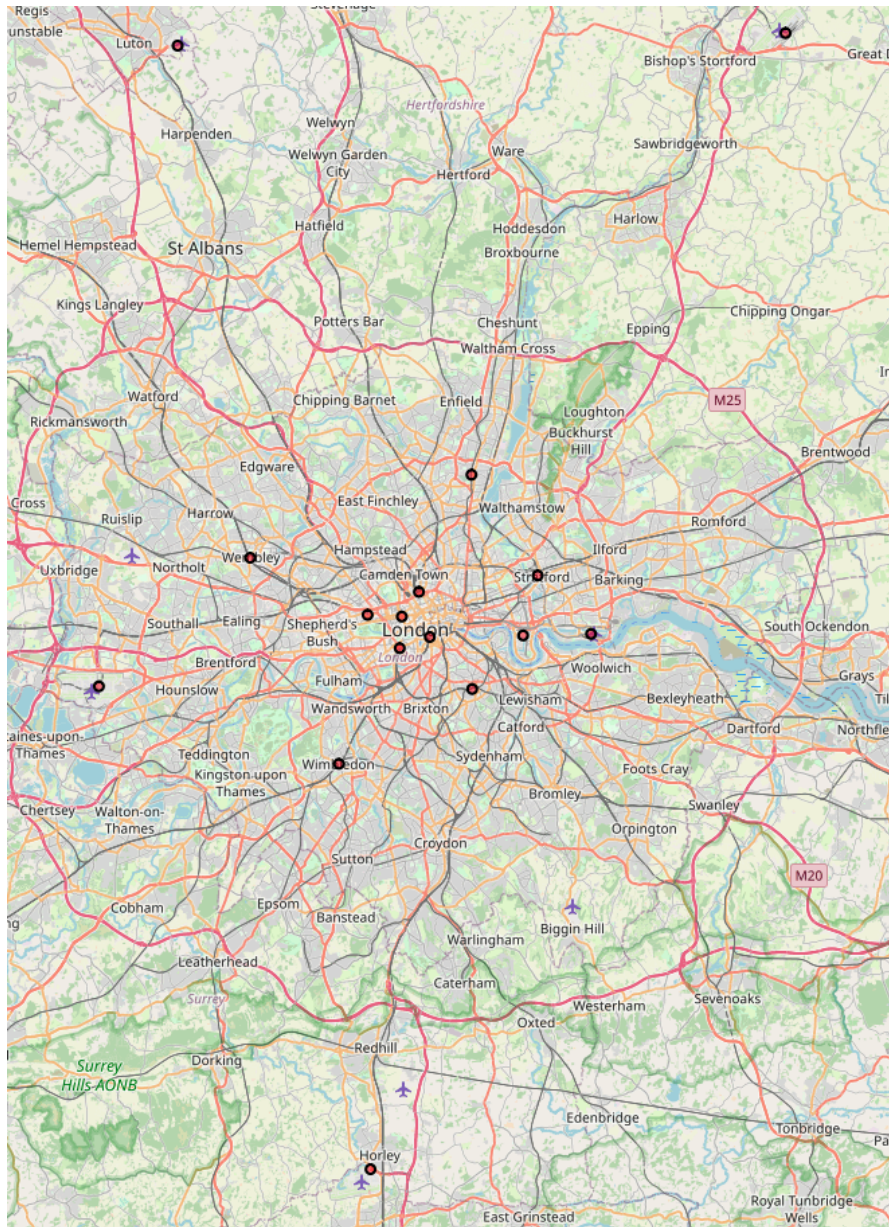 Regis
unstable
Luton
Stevenage
Bishop's Stortford
Great D
Hertfordshire
Harpenden
Welwyn
Welwyn Garden
City
Ware
Hertford
Sawbridgeworth
Hatfield
Hoddesdon
Harlow
Hemel Hempstead
St Albans
Broxbourne
Kings Langley
Potters Bar
Cheshunt
Epping
Chipping Ongar
Waltham Cross
In
Watford
Chipping Barnet
Enfield
M25
Rickmansworth
Loughton
Buckhurst
Hill
Brentwood
Edgware
Cross
East Finchley
Walthamstow
Harrow
Ruislip
Romford
Hampstead
Ilford
Wembley
Uxbridge
Northolt
Camden Town
Stratford
Barking
Southall
Ealing
Shepherd's
Bush
London
London
South Ockendon
Brentford
Woolwich
Grays
Hounslow
Fulham
Wandsworth
Brixton
Lewisham
Bexleyheath
Ti
Catford
Dartford
Northfle
aines-upon-
Thames
Teddington
Kingston upon
Thames
Wimbledon
Sydenham
Foots Cray
Chertsey
Walton-on-
Thames
Bromley
Swanley
Orpington
Croydon
Sutton
M20
Cobham
Epsom
Banstead
ng
Biggin Hill
Warlingham
Leatherhead
Caterham
Surrey
Westerham
Sevenoaks
Oxted
Dorking
Redhill
Surrey
Hills AONB
Edenbridge
Tonbridge
Pa
Horley
Royal Tunbridge
Wells
East Grinstead